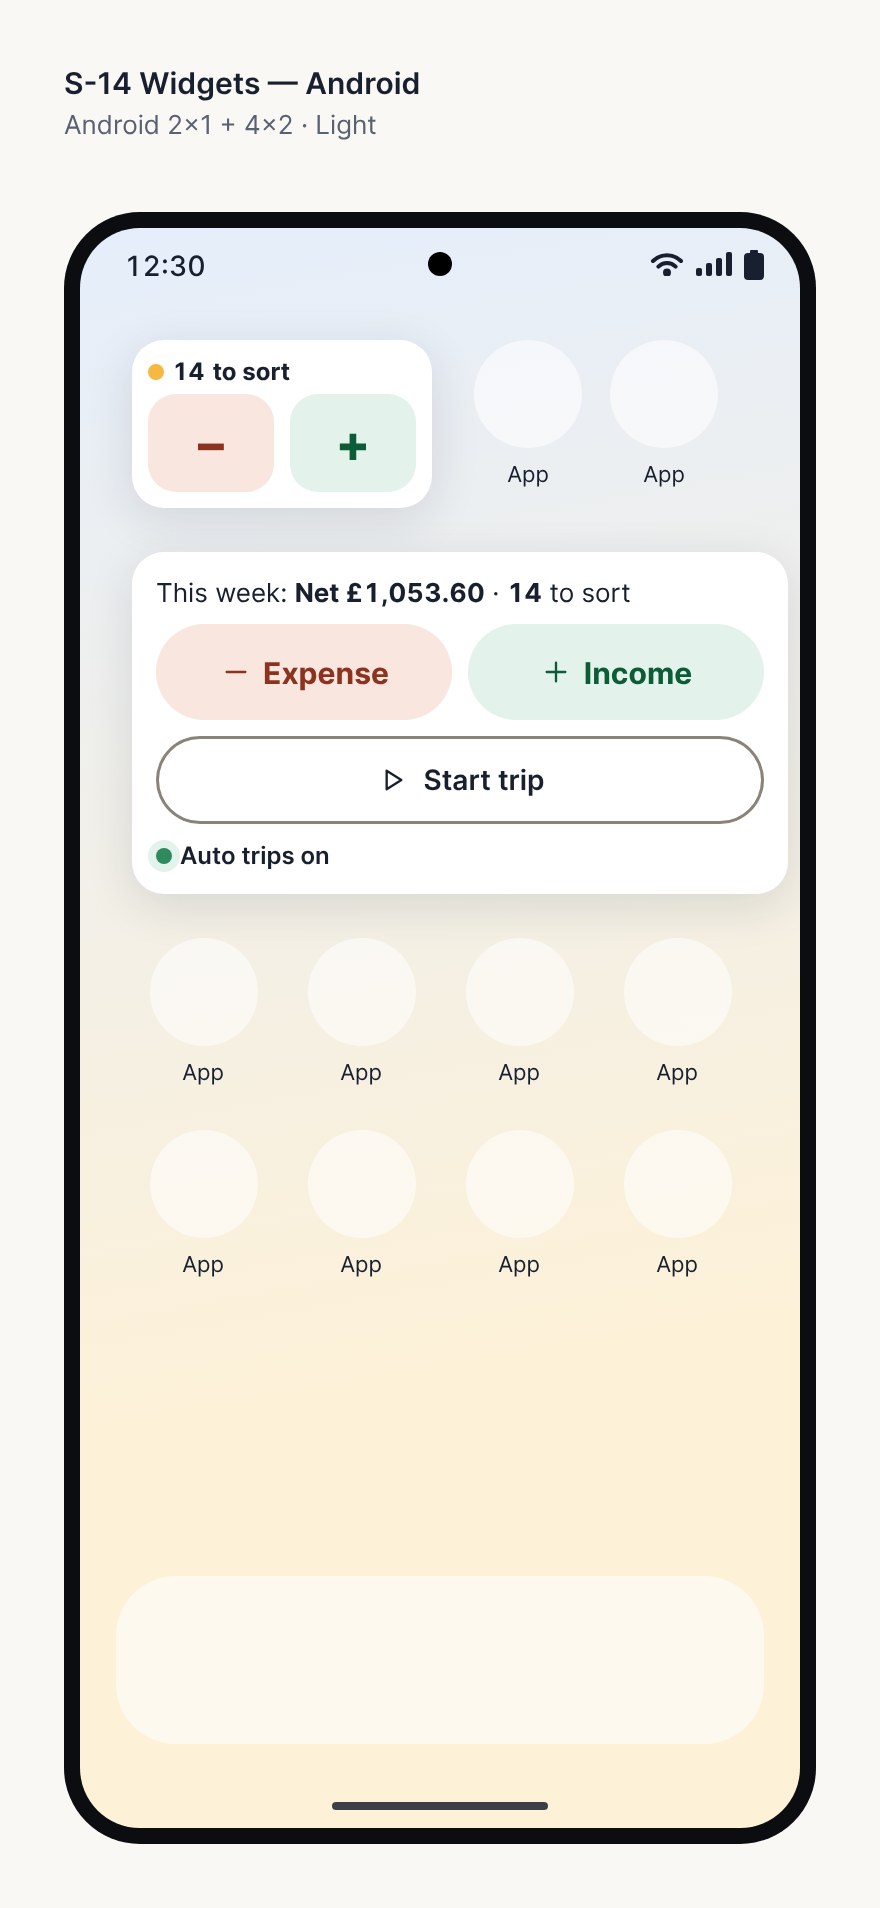 S-14 Widgets — Android
Android 2×1 + 4×2 · Light
12:30
14 to sort
− +
App App
This week: Net £1,053.60 · 14 to sort
− Expense + Income
Start trip
Auto trips on
App App App App
App App App App